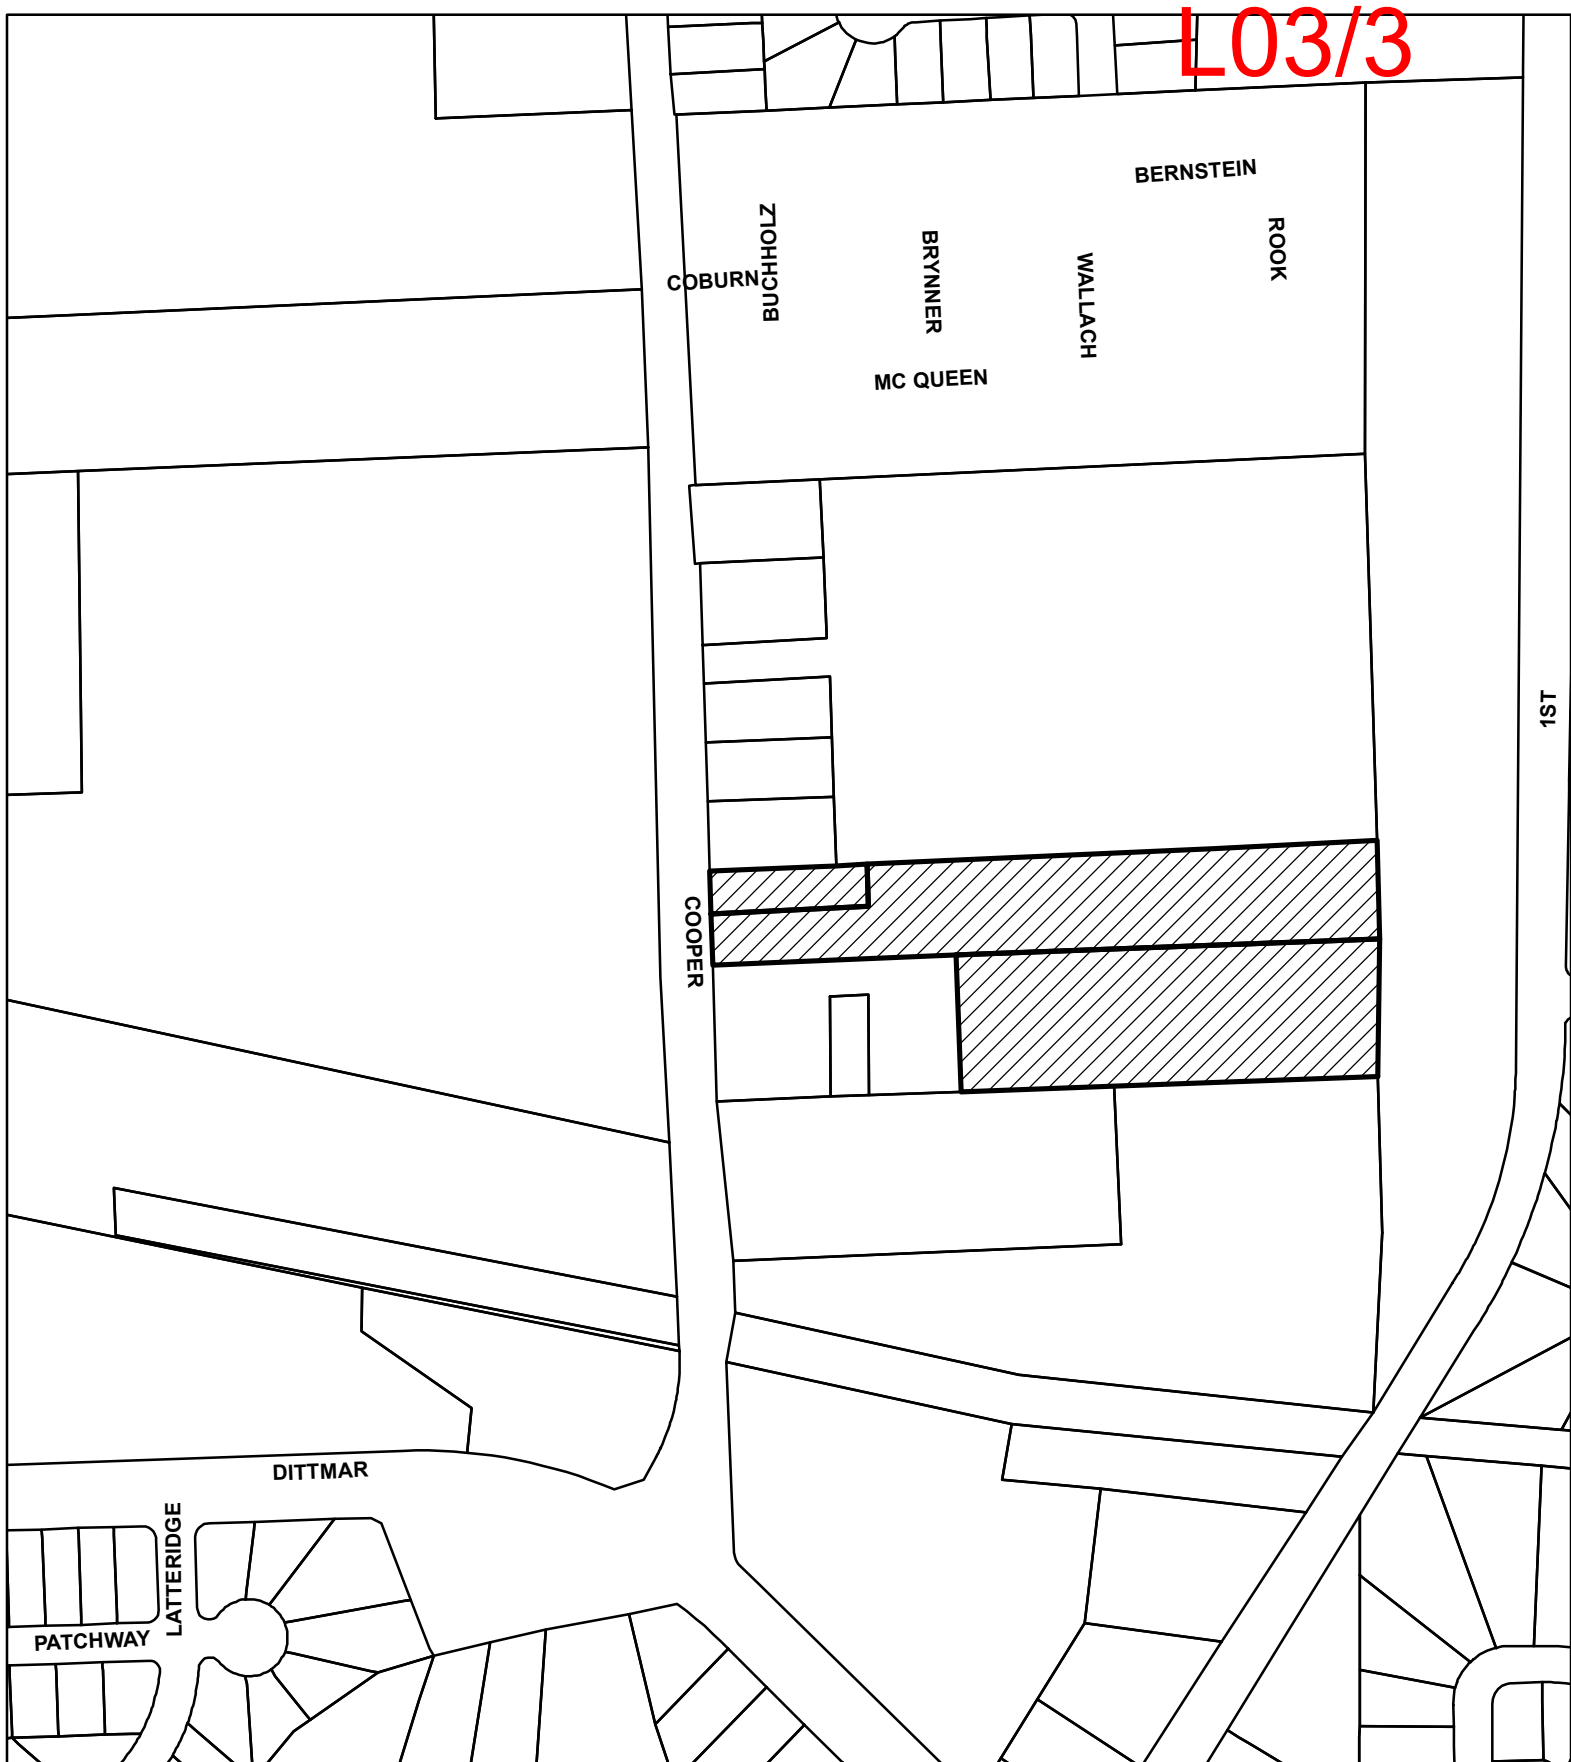 L03/3
BERNSTEIN
BUCHHOLZ
COBURN
BRYNNER
WALLACH
ROOK
MC QUEEN
1ST
COOPER
DITTMAR
LATTERIDGE
PATCHWAY